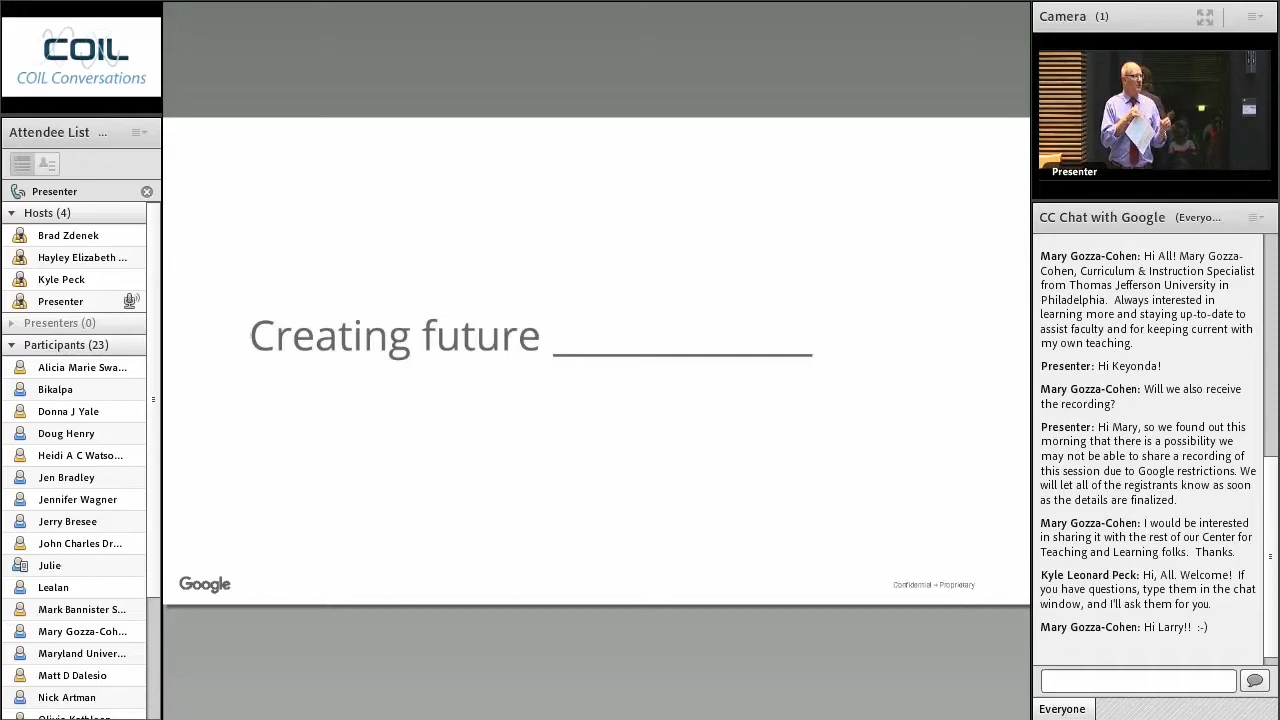 COIL
COIL Conversations
Attendee List ...
Presenter
Hosts (4)
Brad Zdenek
Hayley Elizabeth ...
Kyle Peck
Presenter
Presenters (0)
Participants (23)
Alicia Marie Swa...
Bikalpa
Donna J Yale
Doug Henry
Heidi A C Watso...
Jen Bradley
Jennifer Wagner
Jerry Bresee
John Charles Dr...
Julie
Lealan
Mark Bannister S...
Mary Gozza-Coh...
Maryland Univer...
Matt D Dalesio
Nick Artman
Creating future ____________
Google
Confidential + Proprietary
Camera (1)
Presenter
CC Chat with Google (Everyo...
Mary Gozza-Cohen: Hi All! Mary Gozza-
Cohen, Curriculum & Instruction Specialist
from Thomas Jefferson University in
Philadelphia. Always interested in
learning more and staying up-to-date to
assist faculty and for keeping current with
my own teaching.
Presenter: Hi Keyonda!
Mary Gozza-Cohen: Will we also receive
the recording?
Presenter: Hi Mary, so we found out this
morning that there is a possibility we
may not be able to share a recording of
this session due to Google restrictions. We
will let all of the registrants know as soon
as the details are finalized.
Mary Gozza-Cohen: I would be interested
in sharing it with the rest of our Center for
Teaching and Learning folks. Thanks.
Kyle Leonard Peck: Hi, All. Welcome! If
you have questions, type them in the chat
window, and I'll ask them for you.
Mary Gozza-Cohen: Hi Larry!! :-)
Everyone